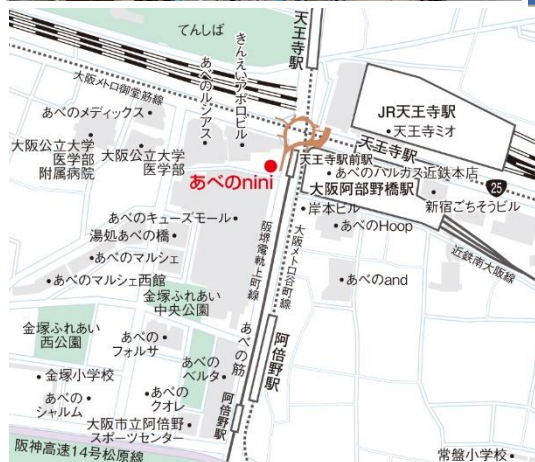 てんしば
天王寺駅
きんえいアポロビル
あべのルシアス
大阪メトロ御堂筋線
あべのメディックス
JR天王寺駅
天王寺ミオ
大阪公立大学
医学部
附属病院
大阪公立大学
医学部
天王寺駅
天王寺駅前駅
あべのハルカス近鉄本店
25
あべのnini
大阪阿部野橋駅
新宿ごちそうビル
岸本ビル
あべのHoop
あべのキューズモール
湯処あべの橋
あべのマルシェ
あべのマルシェ西館
阪堺電軌上町線
大阪メトロ谷町線
近鉄南大阪線
あべのand
金塚ふれあい
中央公園
金塚ふれあい
西公園
あべの
フォルサ
あべの
ベルタ
あべの筋
阿倍野駅
金塚小学校
あべの
シャルム
あべの
クオレ
大阪市立阿倍野
スポーツセンター
阿倍野駅
阪神高速14号松原線
常盤小学校